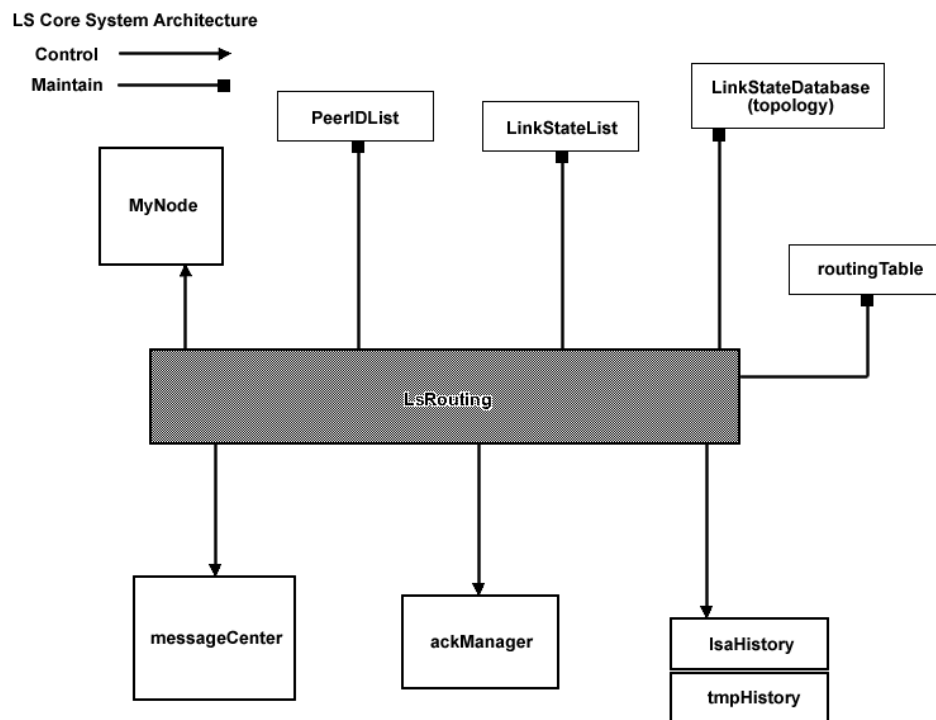 LS Core System Architecture
Control
Maintain
PeerIDList
LinkStateList
LinkStateDatabase
(topology)
MyNode
routingTable
LsRouting
messageCenter
ackManager
lsaHistory
tmpHistory